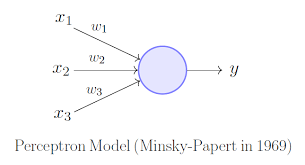 x₁
w₁
w₂
x₂
y
w₃
x₃
Perceptron Model (Minsky-Papert in 1969)